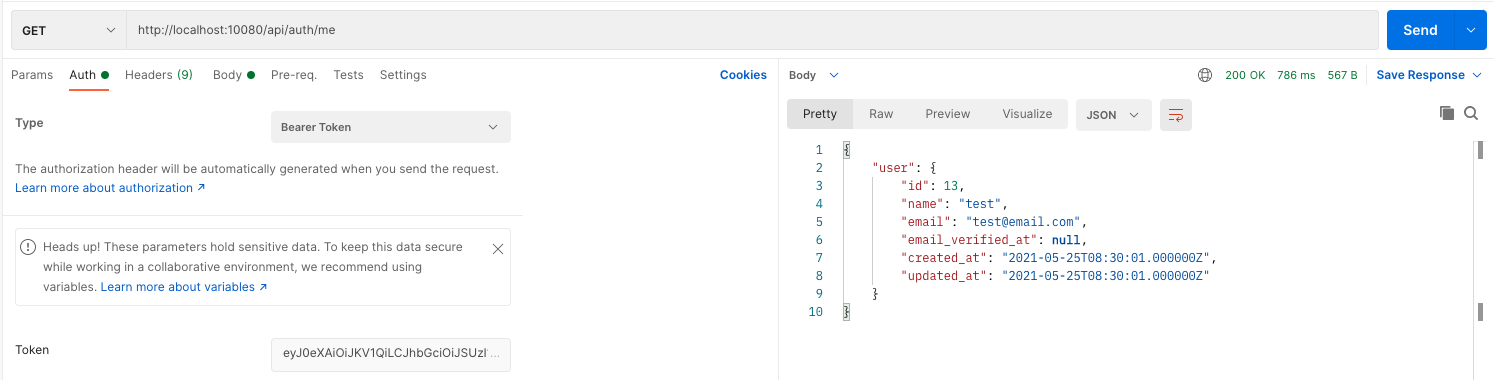 GET http://localhost:10080/api/auth/me Send
Params Auth Headers (9) Body Pre-req. Tests Settings Cookies
Type Bearer Token
The authorization header will be automatically generated when you send the request.
Learn more about authorization ↗
Heads up! These parameters hold sensitive data. To keep this data secure
while working in a collaborative environment, we recommend using
variables. Learn more about variables ↗
Token eyJ0eXAiOiJKV1QiLCJhbGciOiJSUzI ...
Body 200 OK 786 ms 567 B Save Response
Pretty Raw Preview Visualize JSON
1 {
2 "user": {
3 "id": 13,
4 "name": "test",
5 "email": "test@email.com",
6 "email_verified_at": null,
7 "created_at": "2021-05-25T08:30:01.000000Z",
8 "updated_at": "2021-05-25T08:30:01.000000Z"
9 }
10 }